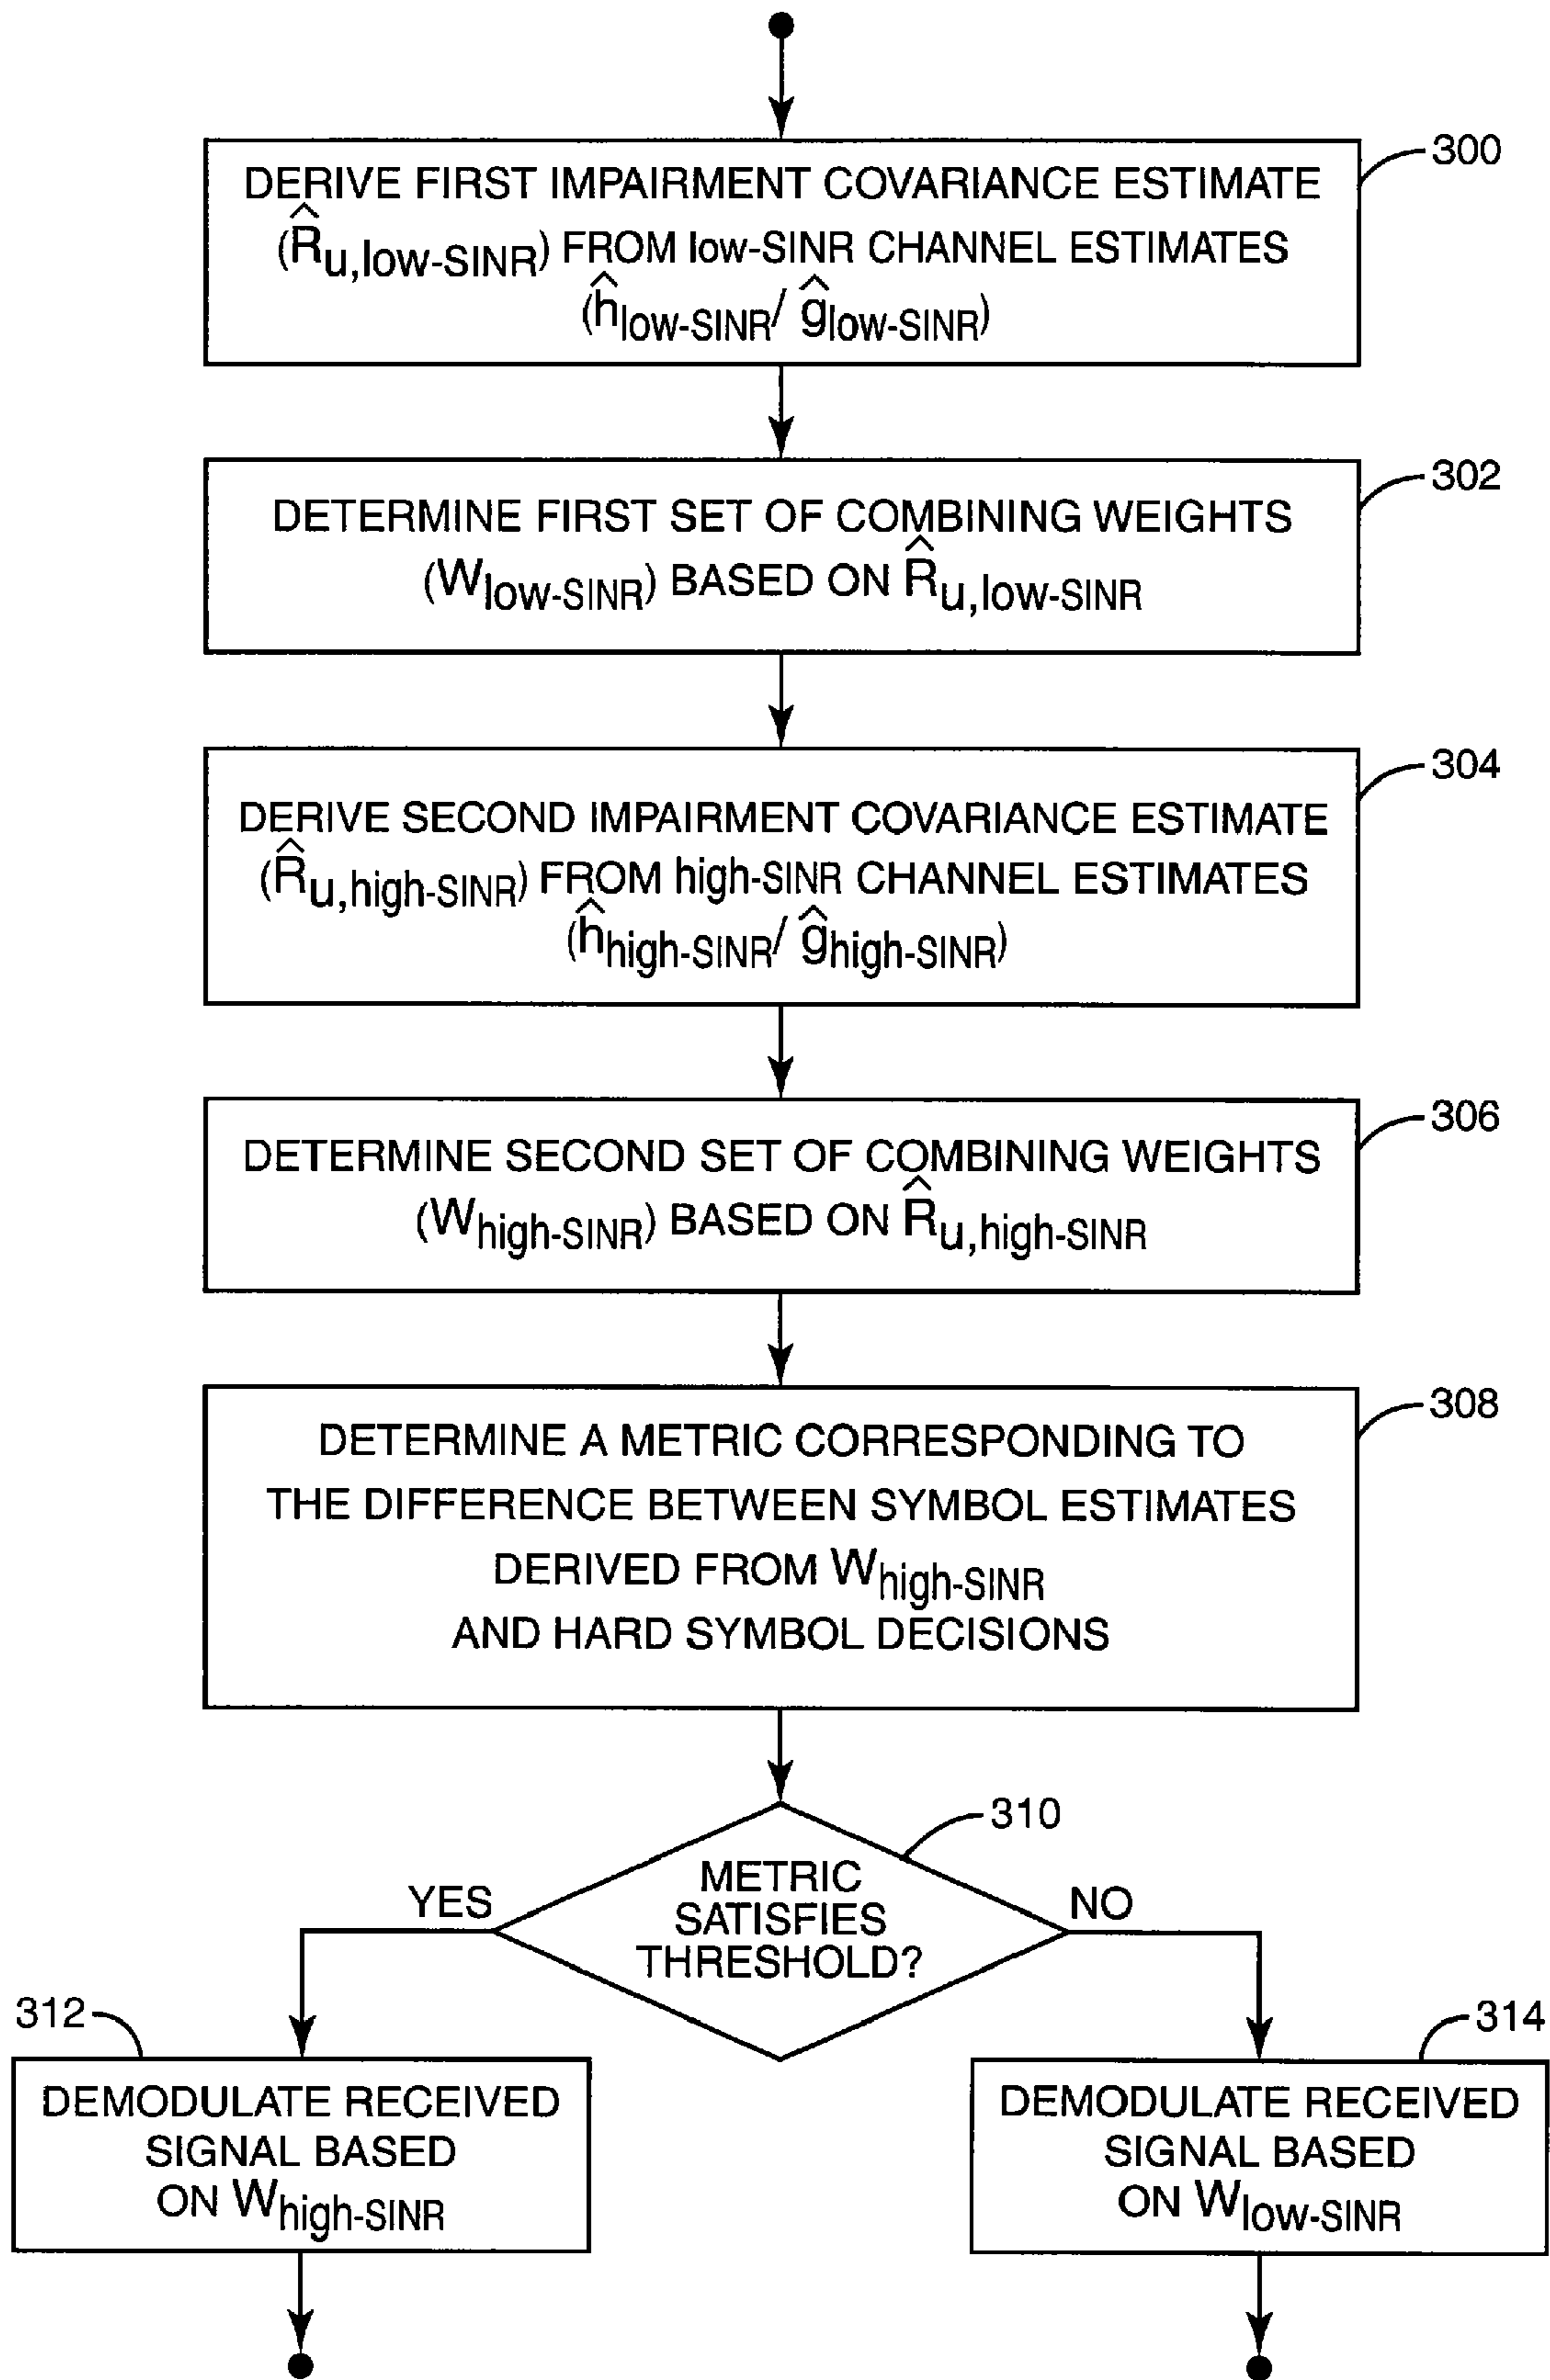 300
DERIVE FIRST IMPAIRMENT COVARIANCE ESTIMATE
(R̂u,low-SINR) FROM low-SINR CHANNEL ESTIMATES
(ĥlow-SINR/ ĝlow-SINR)
302
DETERMINE FIRST SET OF COMBINING WEIGHTS
(Wlow-SINR) BASED ON R̂u,low-SINR
304
DERIVE SECOND IMPAIRMENT COVARIANCE ESTIMATE
(R̂u,high-SINR) FROM high-SINR CHANNEL ESTIMATES
(ĥhigh-SINR/ ĝhigh-SINR)
306
DETERMINE SECOND SET OF COMBINING WEIGHTS
(Whigh-SINR) BASED ON R̂u,high-SINR
308
DETERMINE A METRIC CORRESPONDING TO
THE DIFFERENCE BETWEEN SYMBOL ESTIMATES
DERIVED FROM Whigh-SINR
AND HARD SYMBOL DECISIONS
310
METRIC
SATISFIES
THRESHOLD?
YES
NO
312
DEMODULATE RECEIVED
SIGNAL BASED
ON Whigh-SINR
314
DEMODULATE RECEIVED
SIGNAL BASED
ON Wlow-SINR